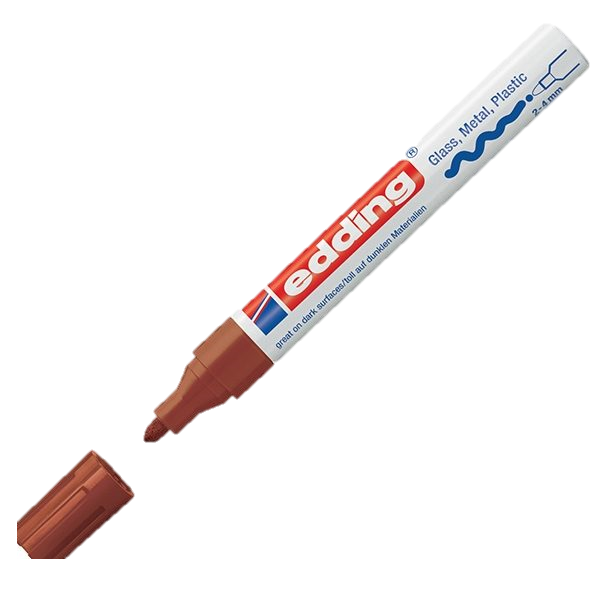 Glass, Metal, Plastic
2-4 mm
edding®
great on dark surfaces/toll auf dunklen Materialien